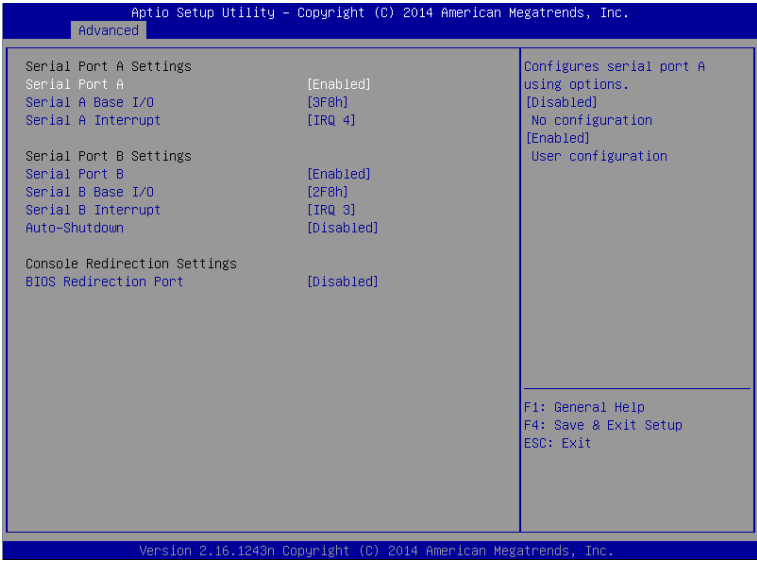 Aptio Setup Utility – Copyright (C) 2014 American Megatrends, Inc.
Advanced
Serial Port A Settings
Serial Port A [Enabled]
Serial A Base I/O [3F8h]
Serial A Interrupt [IRQ 4]
Serial Port B Settings
Serial Port B [Enabled]
Serial B Base I/O [2F8h]
Serial B Interrupt [IRQ 3]
Auto-Shutdown [Disabled]
Console Redirection Settings
BIOS Redirection Port [Disabled]
Configures serial port A
using options.
[Disabled]
No configuration
[Enabled]
User configuration
F1: General Help
F4: Save & Exit Setup
ESC: Exit
Version 2.16.1243n Copyright (C) 2014 American Megatrends, Inc.